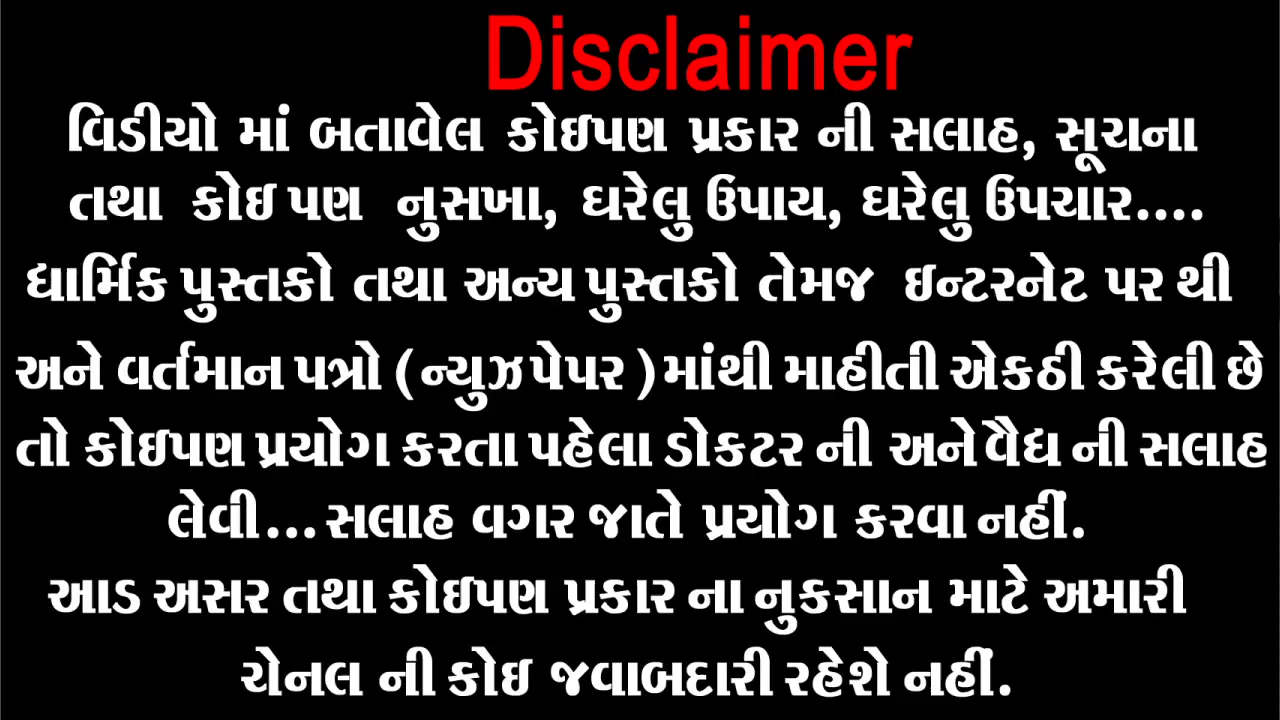 Disclaimer
વિડીયો માં બતાવેલ કોઇપણ પ્રકાર ની સલાહ, સૂચના
તથા કોઇ પણ નુસખા, ઘરેલુ ઉપાય, ઘરેલુ ઉપચાર....
ધાર્મિક પુસ્તકો તથા અન્ય પુસ્તકો તેમજ ઇન્ટરનેટ પર થી
અને વર્તમાન પત્રો ( ન્યુઝપેપર ) માંથી માહીતી એકઠી કરેલી છે
તો કોઇપણ પ્રયોગ કરતા પહેલા ડોકટર ની અને વૈદ્ય ની સલાહ
લેવી... સલાહ વગર જાતે પ્રયોગ કરવા નહીં.
આડ અસર તથા કોઇપણ પ્રકાર ના નુકસાન માટે અમારી
ચેનલ ની કોઇ જવાબદારી રહેશે નહીં.